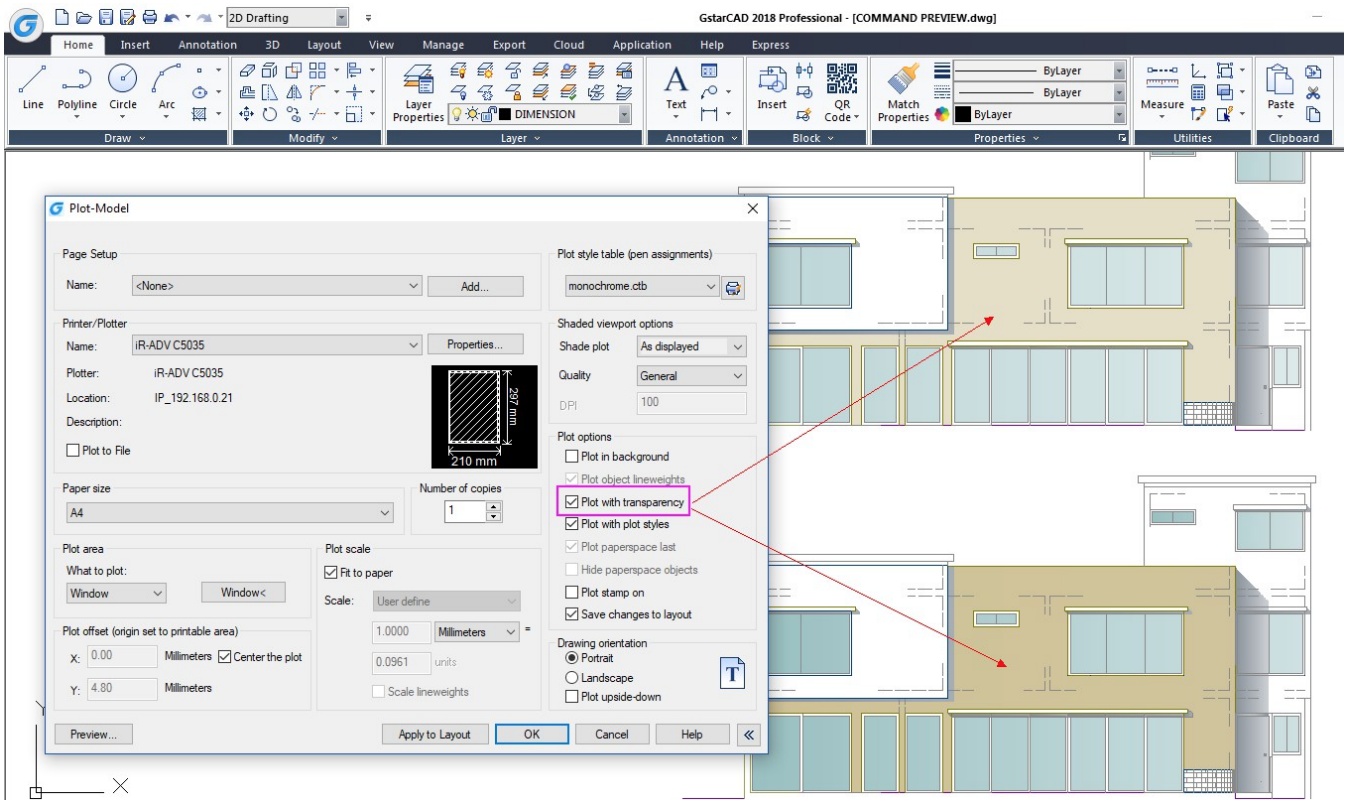 2D Drafting
GstarCAD 2018 Professional - [COMMAND PREVIEW.dwg]
Home Insert Annotation 3D Layout View Manage Export Cloud Application Help Express
Line Polyline Circle Arc
Draw
Modify
Layer
Properties
DIMENSION
Layer
Text
Annotation
Insert
QR
Code
Block
Match
Properties
ByLayer
ByLayer
ByLayer
Properties
Measure
Utilities
Paste
Clipboard
Plot-Model
Page Setup
Name: <None> Add...
Printer/Plotter
Name: iR-ADV C5035 Properties...
Plotter: iR-ADV C5035
Location: IP_192.168.0.21
Description:
Plot to File
297 mm
210 mm
Paper size
A4
Number of copies
1
Plot area
What to plot:
Window Window<
Plot scale
Fit to paper
Scale: User define
1.0000 Millimeters =
0.0961 units
Scale lineweights
Plot offset (origin set to printable area)
X: 0.00 Millimeters Center the plot
Y: 4.80 Millimeters
Plot style table (pen assignments)
monochrome.ctb
Shaded viewport options
Shade plot As displayed
Quality General
DPI 100
Plot options
Plot in background
Plot object lineweights
Plot with transparency
Plot with plot styles
Plot paperspace last
Hide paperspace objects
Plot stamp on
Save changes to layout
Drawing orientation
Portrait
Landscape
Plot upside-down
T
Preview... Apply to Layout OK Cancel Help
Y
X